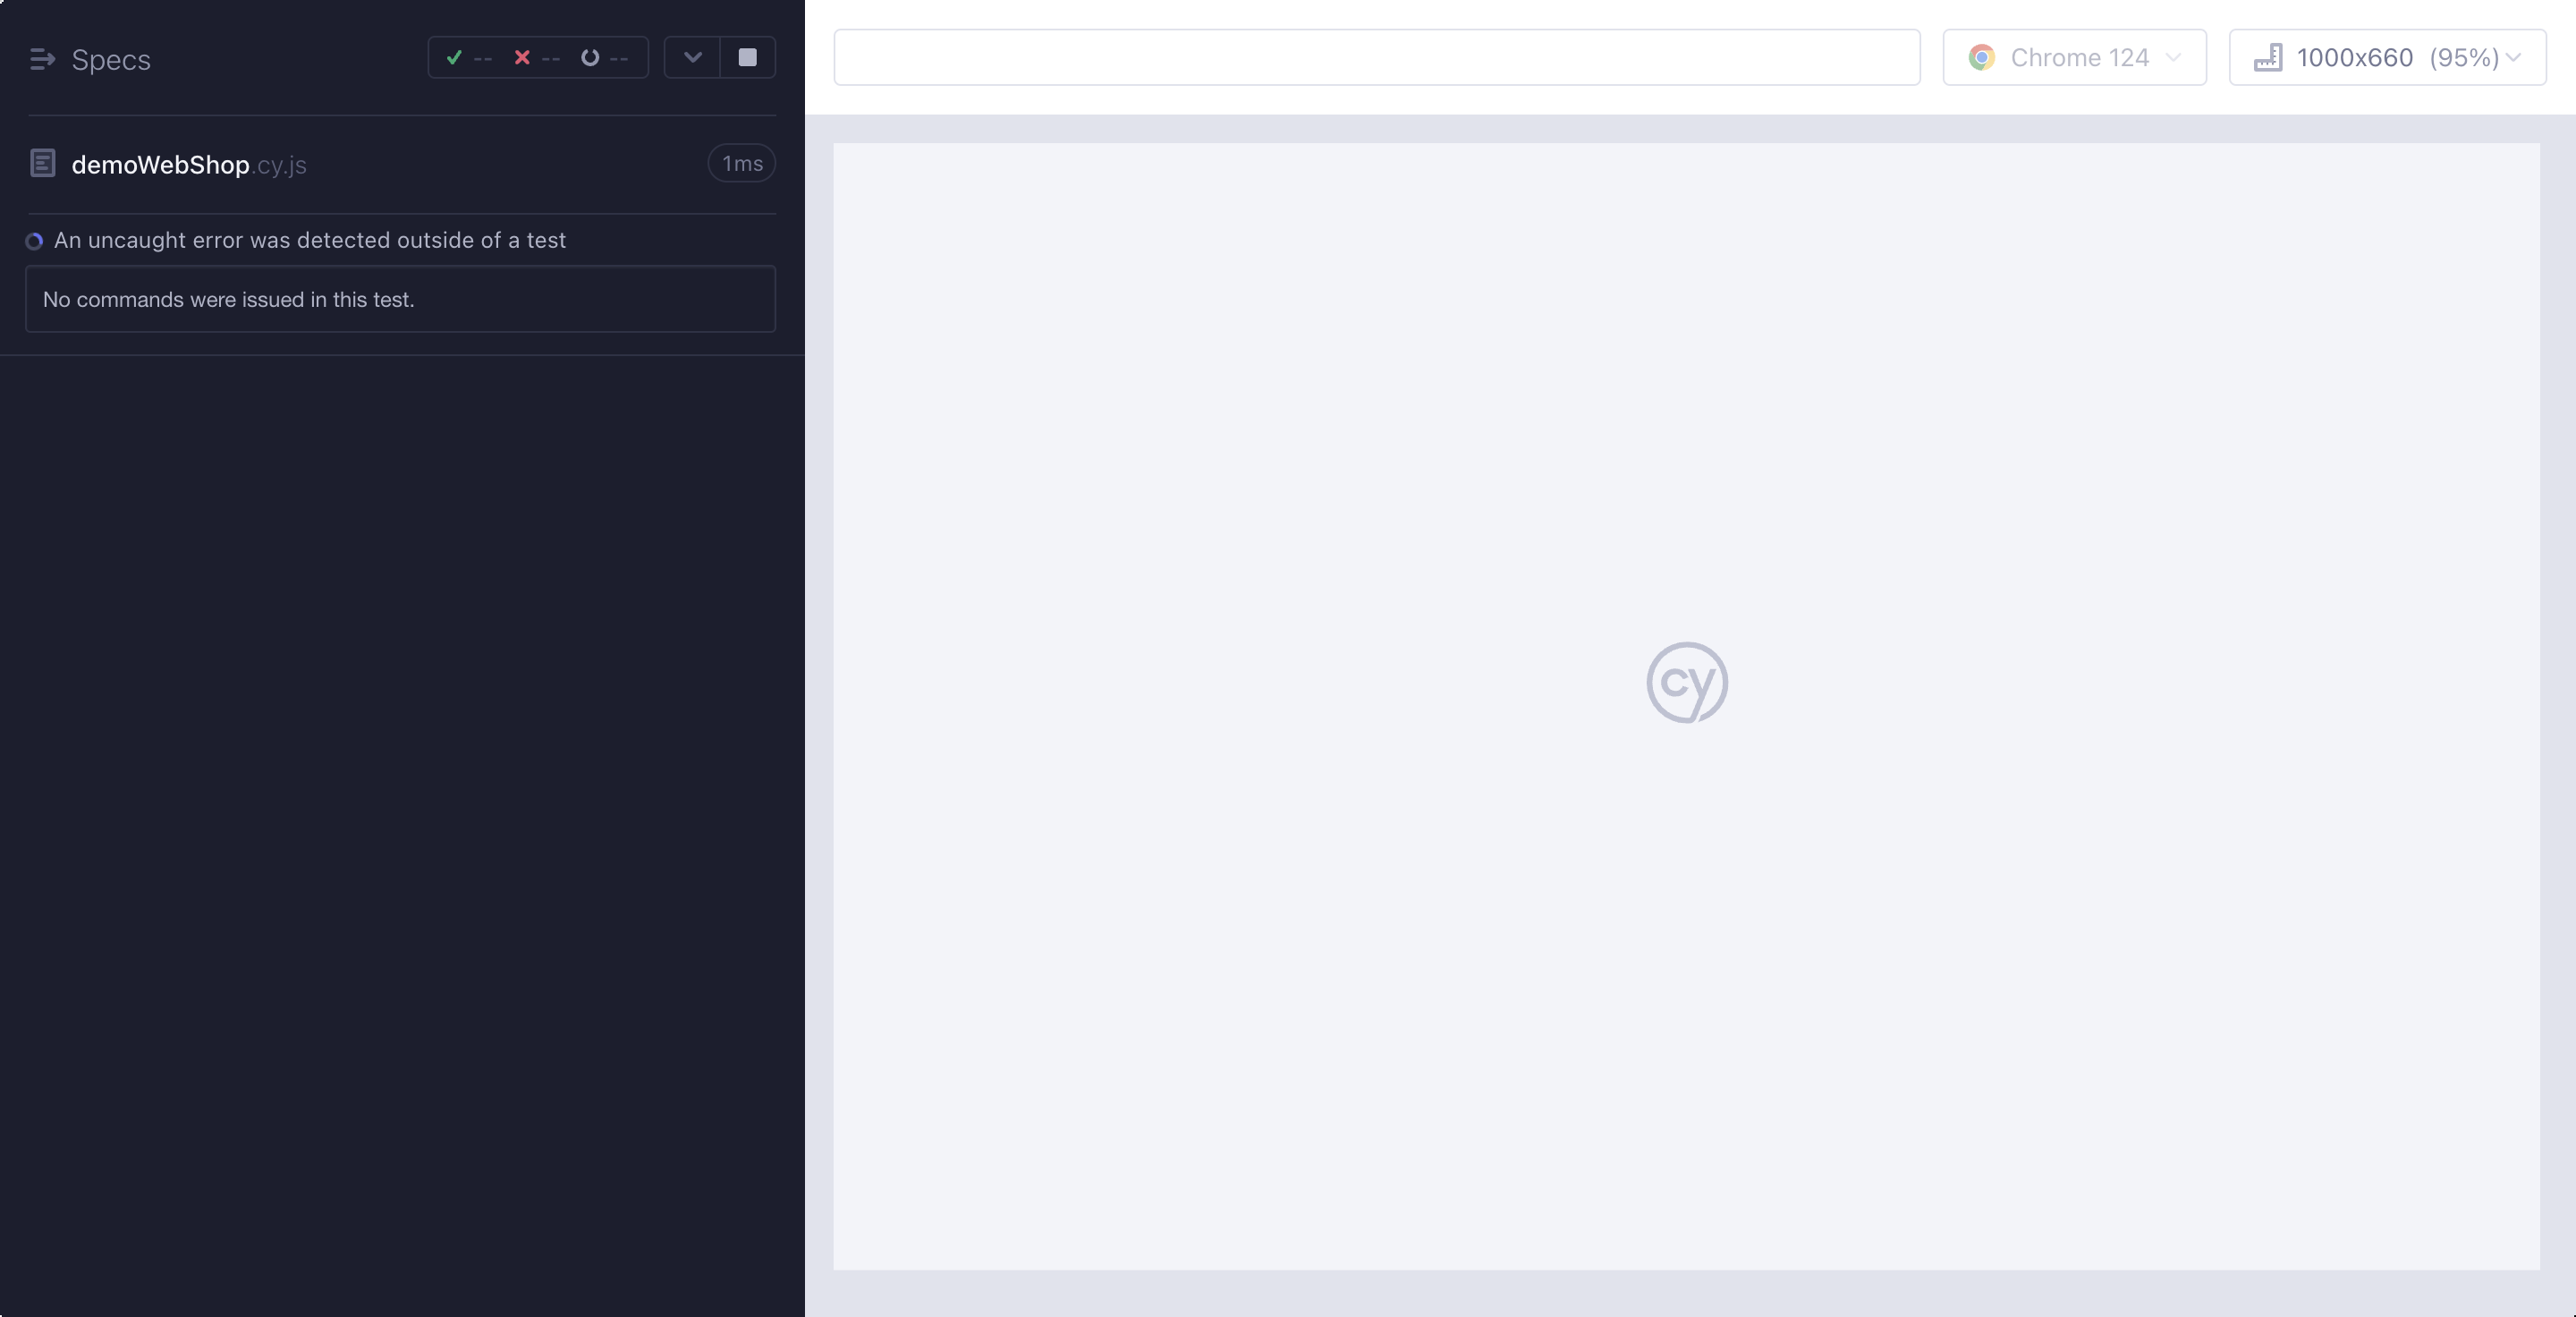 Specs -- -- --
demoWebShop.cy.js 1ms
An uncaught error was detected outside of a test
No commands were issued in this test.
Chrome 124 1000x660 (95%)
cy